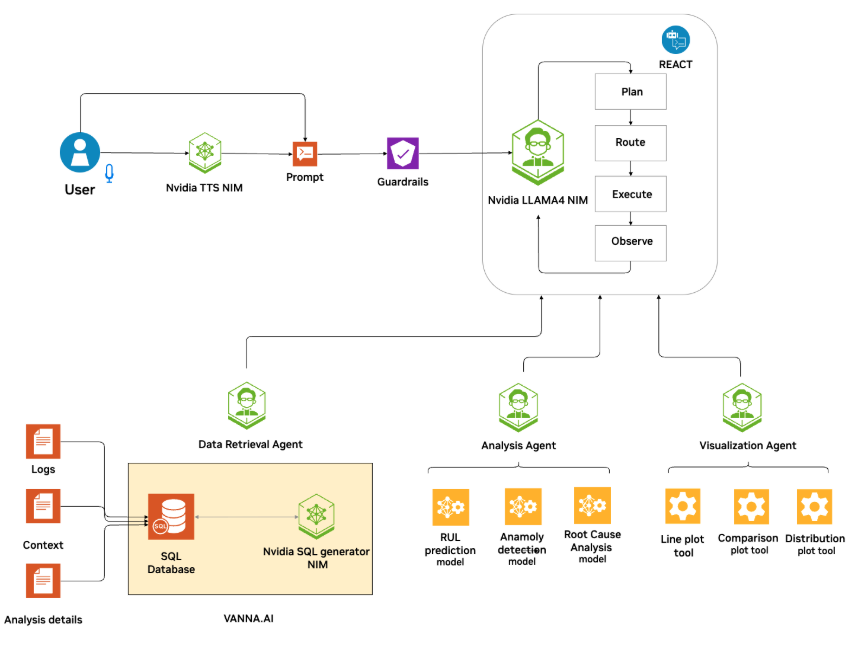 REACT
Plan
Route
Execute
Observe
Nvidia LLAMA4 NIM
User
Nvidia TTS NIM
Prompt
Guardrails
Data Retrieval Agent
Analysis Agent
Visualization Agent
Logs
Context
Analysis details
SQL
SQL
Database
Nvidia SQL generator
NIM
VANNA.AI
RUL
prediction
model
Anamoly
detection
model
Root Cause
Analysis
model
Line plot
tool
Comparison
plot tool
Distribution
plot tool